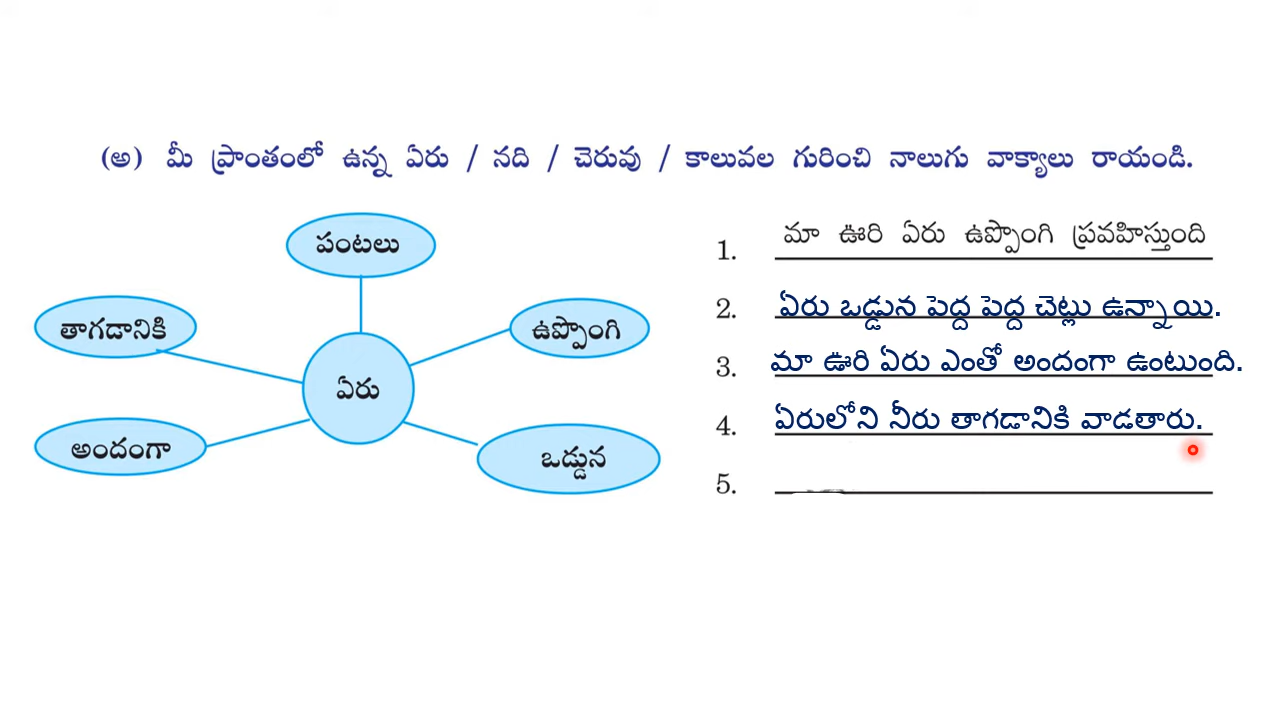 (అ) మీ ప్రాంతంలో ఉన్న ఏరు / నది / చెరువు / కాలువల గురించి నాలుగు వాక్యాలు రాయండి.
పంటలు
తాగడానికి
ఉప్పొంగి
ఏరు
అందంగా
ఒడ్డున
1. మా ఊరి ఏరు ఉప్పొంగి ప్రవహిస్తుంది
2. ఏరు ఒడ్డున పెద్ద పెద్ద చెట్లు ఉన్నాయి.
3. మా ఊరి ఏరు ఎంతో అందంగా ఉంటుంది.
4. ఏరులోని నీరు తాగడానికి వాడతారు.
5.